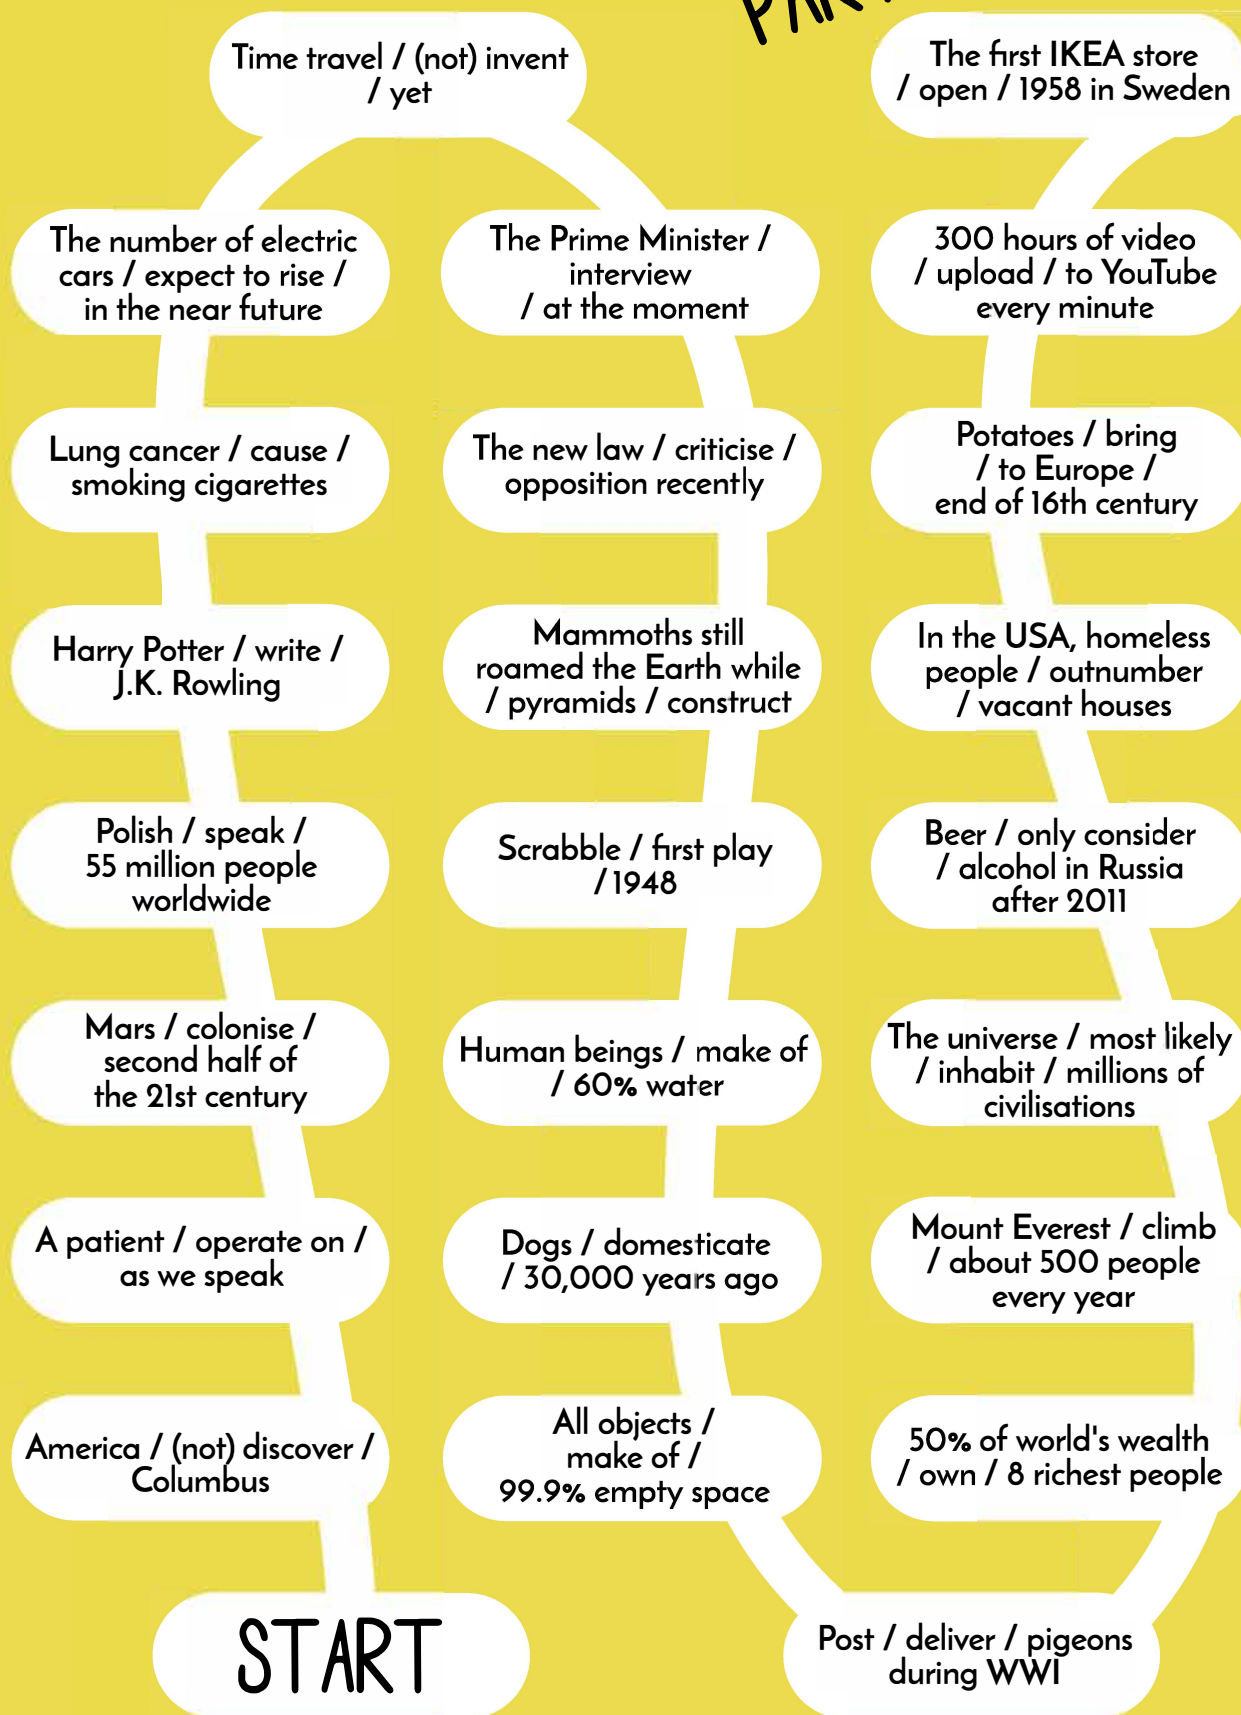 PAR
Time travel / (not) invent
/ yet
The first IKEA store
/ open / 1958 in Sweden
The number of electric
cars / expect to rise /
in the near future
The Prime Minister /
interview
/ at the moment
300 hours of video
/ upload / to YouTube
every minute
Lung cancer / cause /
smoking cigarettes
The new law / criticise /
opposition recently
Potatoes / bring
/ to Europe /
end of 16th century
Harry Potter / write /
J.K. Rowling
Mammoths still
roamed the Earth while
/ pyramids / construct
In the USA, homeless
people / outnumber
/ vacant houses
Polish / speak /
55 million people
worldwide
Scrabble / first play
/ 1948
Beer / only consider
/ alcohol in Russia
after 2011
Mars / colonise /
second half of
the 21st century
Human beings / make of
/ 60% water
The universe / most likely
/ inhabit / millions of
civilisations
A patient / operate on /
as we speak
Dogs / domesticate
/ 30,000 years ago
Mount Everest / climb
/ about 500 people
every year
America / (not) discover /
Columbus
All objects /
make of /
99.9% empty space
50% of world's wealth
/ own / 8 richest people
START
Post / deliver / pigeons
during WWI